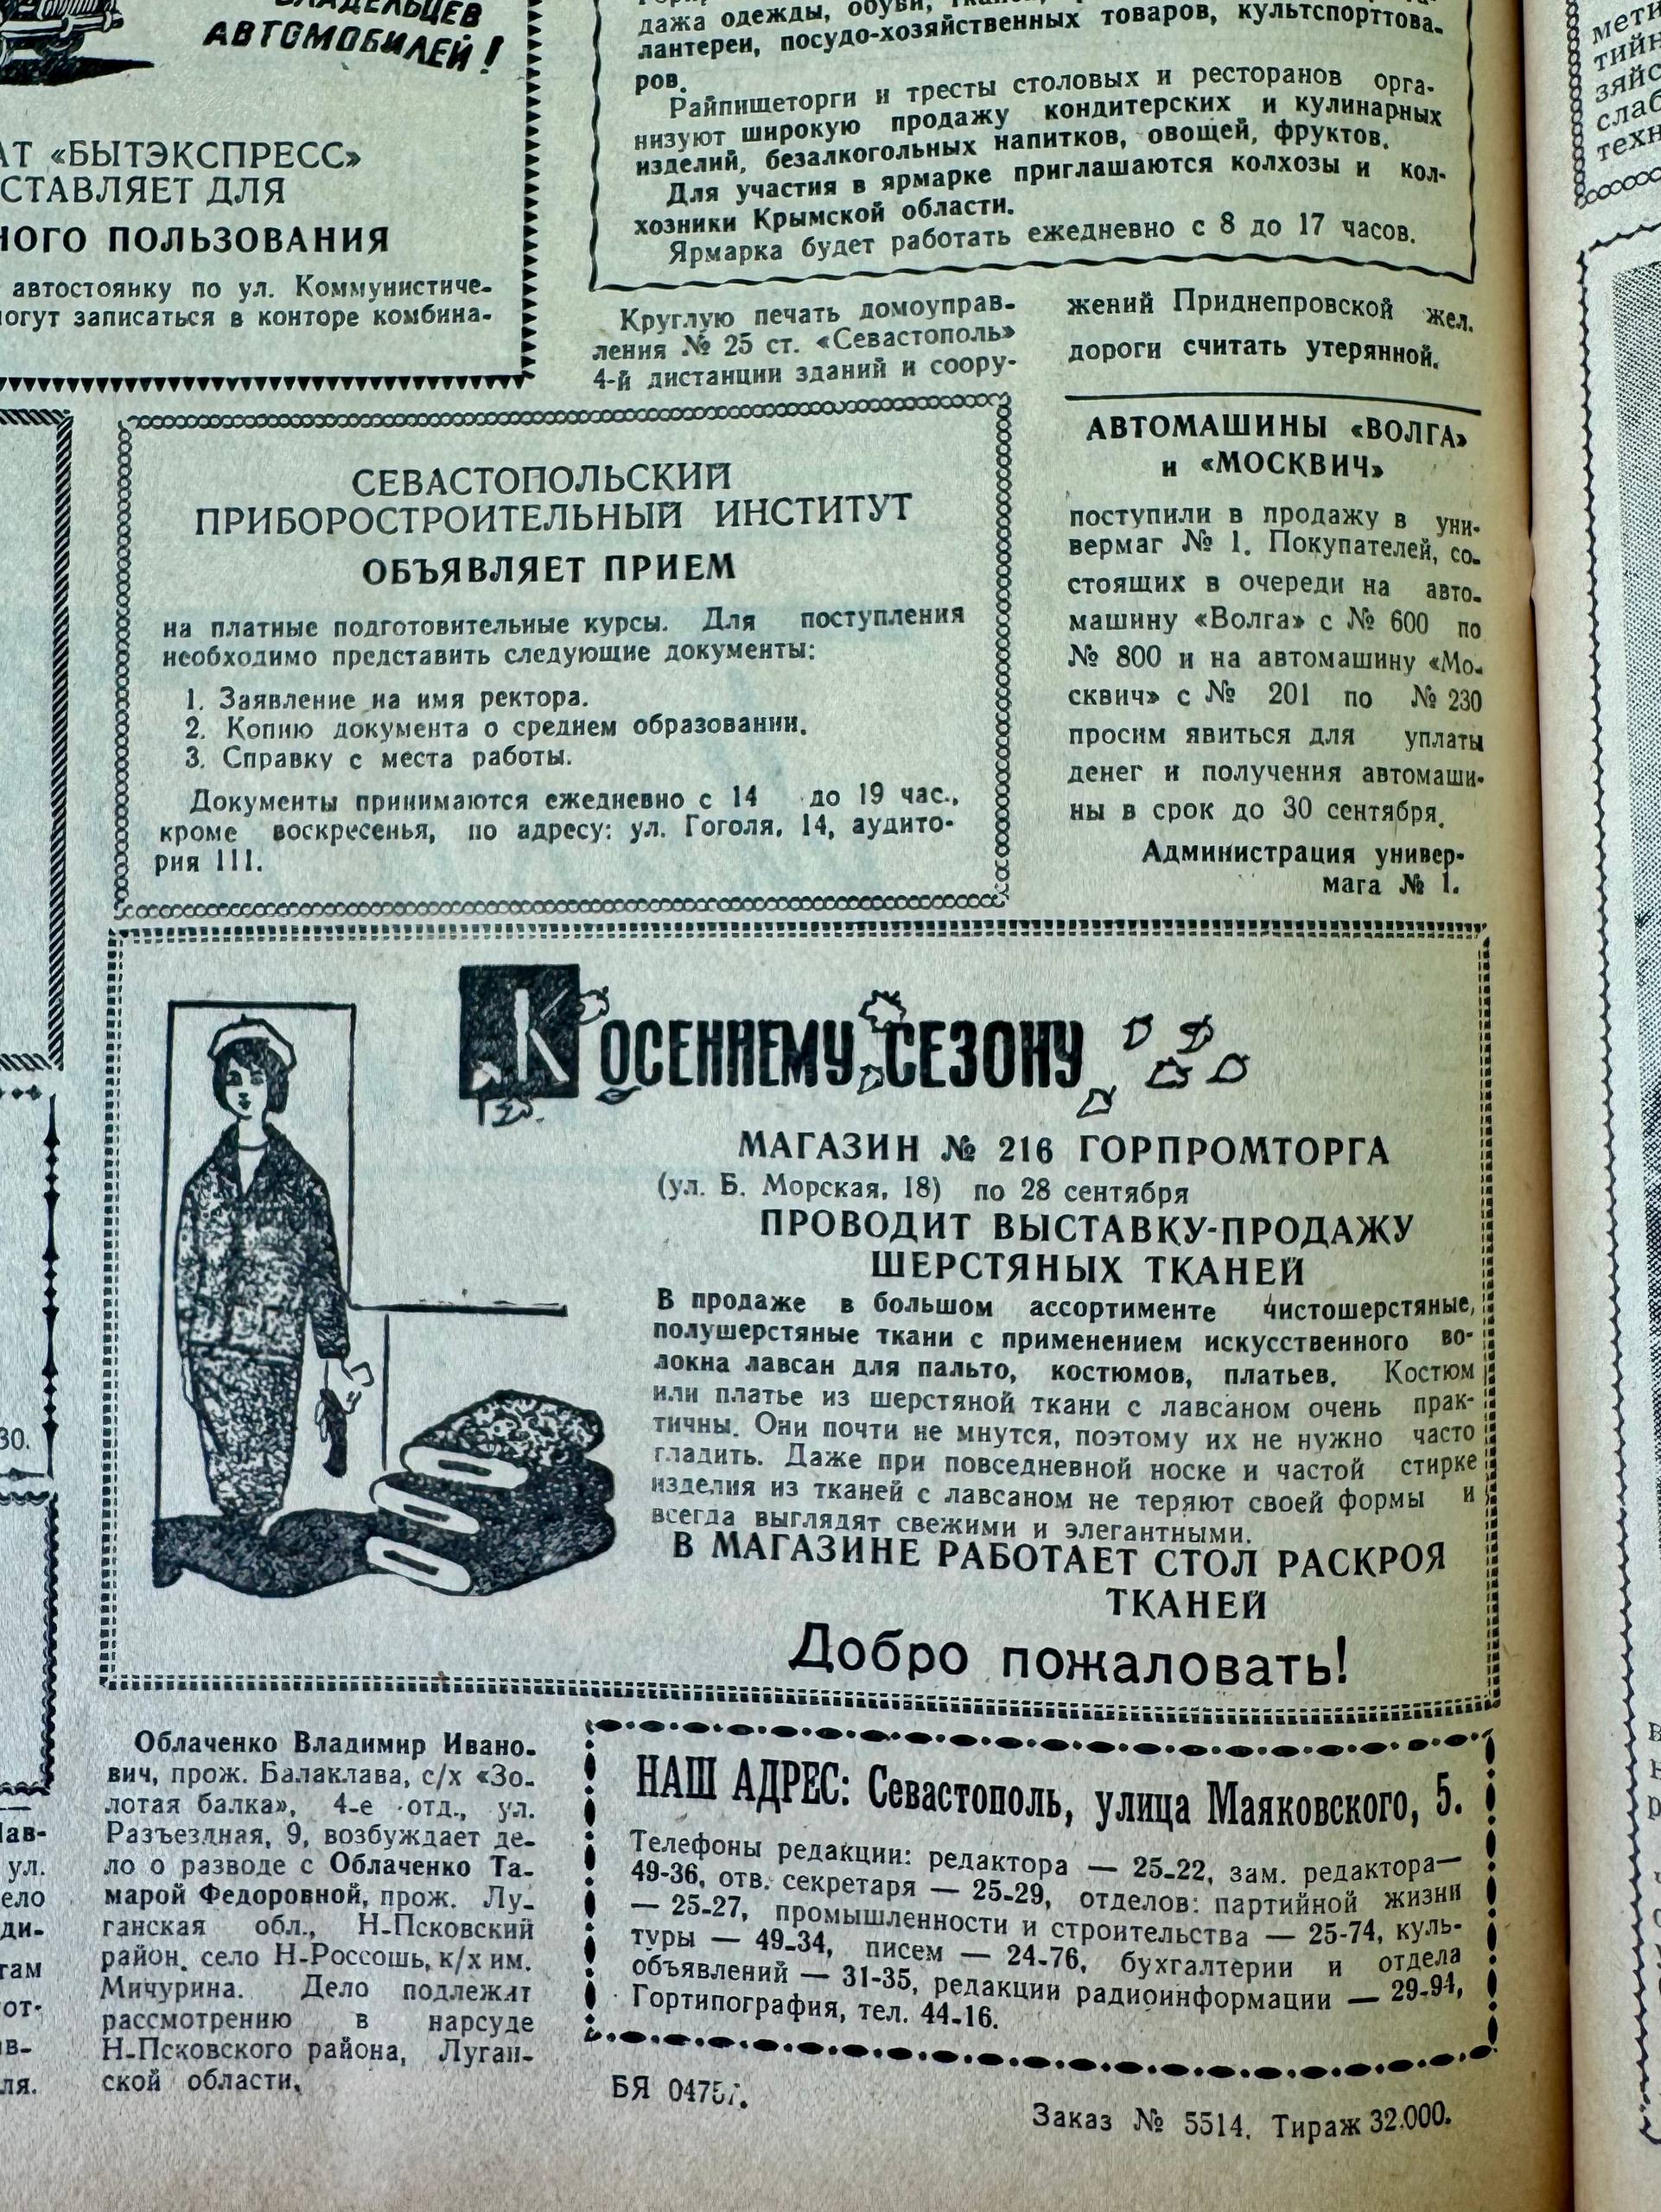 ВЛАДЕЛЬЦЕВ
АВТОМОБИЛЕЙ!
АТ «БЫТЭКСПРЕСС»
СТАВЛЯЕТ ДЛЯ
НОГО ПОЛЬЗОВАНИЯ
автостоянку по ул. Коммунистиче-
могут записаться в конторе комбина-
дажа одежды, обуви,
лантереи, посудо-хозяйственных товаров, культспорттова-
ров.
Райпищеторги и тресты столовых и ресторанов орга-
низуют широкую продажу кондитерских и кулинарных
изделий, безалкогольных напитков, овощей, фруктов.
Для участия в ярмарке приглашаются колхозы и кол-
хозники Крымской области.
Ярмарка будет работать ежедневно с 8 до 17 часов.
Круглую печать домоуправ-
ления № 25 ст. «Севастополь»
4-й дистанции зданий и соору-
жений Приднепровской жел.
дороги считать утерянной.
СЕВАСТОПОЛЬСКИЙ
ПРИБОРОСТРОИТЕЛЬНЫЙ ИНСТИТУТ
ОБЪЯВЛЯЕТ ПРИЕМ
на платные подготовительные курсы. Для поступления
необходимо представить следующие документы:
1. Заявление на имя ректора.
2. Копию документа о среднем образовании.
3. Справку с места работы.
Документы принимаются ежедневно с 14 до 19 час.,
кроме воскресенья, по адресу: ул. Гоголя, 14, аудито-
рия III.
АВТОМАШИНЫ «ВОЛГА»
и «МОСКВИЧ»
поступили в продажу в уни-
вермаг № 1. Покупателей, со-
стоящих в очереди на авто-
машину «Волга» с № 600 по
№ 800 и на автомашину «Мо-
сквич» с № 201 по № 230
просим явиться для уплаты
денег и получения автомаши-
ны в срок до 30 сентября.
Администрация универ-
мага № 1.
К ОСЕННЕМУ СЕЗОНУ
МАГАЗИН № 216 ГОРПРОМТОРГА
(ул. Б. Морская, 18) по 28 сентября
ПРОВОДИТ ВЫСТАВКУ-ПРОДАЖУ
ШЕРСТЯНЫХ ТКАНЕЙ
В продаже в большом ассортименте чистошерстяные,
полушерстяные ткани с применением искусственного во-
локна лавсан для пальто, костюмов, платьев. Костюм
или платье из шерстяной ткани с лавсаном очень прак-
тичны. Они почти не мнутся, поэтому их не нужно часто
гладить. Даже при повседневной носке и частой стирке
изделия из тканей с лавсаном не теряют своей формы и
всегда выглядят свежими и элегантными.
В МАГАЗИНЕ РАБОТАЕТ СТОЛ РАСКРОЯ
ТКАНЕЙ
Добро пожаловать!
Облаченко Владимир Ивано-
вич, прож. Балаклава, с/х «Зо-
лотая балка», 4-е отд., ул.
Разъездная, 9, возбуждает де-
ло о разводе с Облаченко Та-
марой Федоровной, прож. Лу-
ганская обл., Н-Псковский
район, село Н-Россошь, к/х им.
Мичурина. Дело подлежит
рассмотрению в нарсуде
Н-Псковского района, Луган-
ской области.
НАШ АДРЕС: Севастополь, улица Маяковского, 5.
Телефоны редакции: редактора — 25-22, зам. редактора—
49-36, отв. секретаря — 25-29, отделов: партийной жизни
— 25-27, промышленности и строительства — 25-74, куль-
туры — 49-34, писем — 24-76, бухгалтерии и отдела
объявлений — 31-35, редакции радиоинформации — 29-94,
Гортипография, тел. 44-16.
БЯ
Заказ № 5514. Тираж 32.000.
30.
ул.
ди-
ля.
мети
тийн
зяйс
слаб
техн